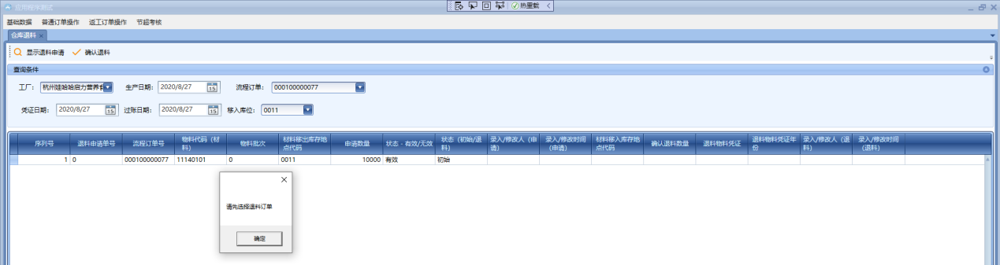 应用程序测试
热重载
基础数据 普通订单操作 返工订单操作 节超考核
仓库退料
显示退料申请 确认退料
查询条件
工厂： 杭州娃哈哈启力营养食 生产日期： 2020/8/27 15 流程订单： 000100000077
凭证日期： 2020/8/27 15 过账日期： 2020/8/27 15 移入库位： 0011
序列号 退料申请单号 流程订单号 物料代码（材料） 物料批次 材料移出库存地点代码 申请数量 状态 - 有效/无效 状态（初始/退料） 录入/修改人（申请） 录入/修改时间（申请） 材料移入库存地点代码 确认退料数量 退料物料凭证 退料物料凭证年份 录入/修改人（退料） 录入/修改时间（退料）
1 0 000100000077 11140101 0 0011 10000 有效 初始
请先选择退料订单
确定